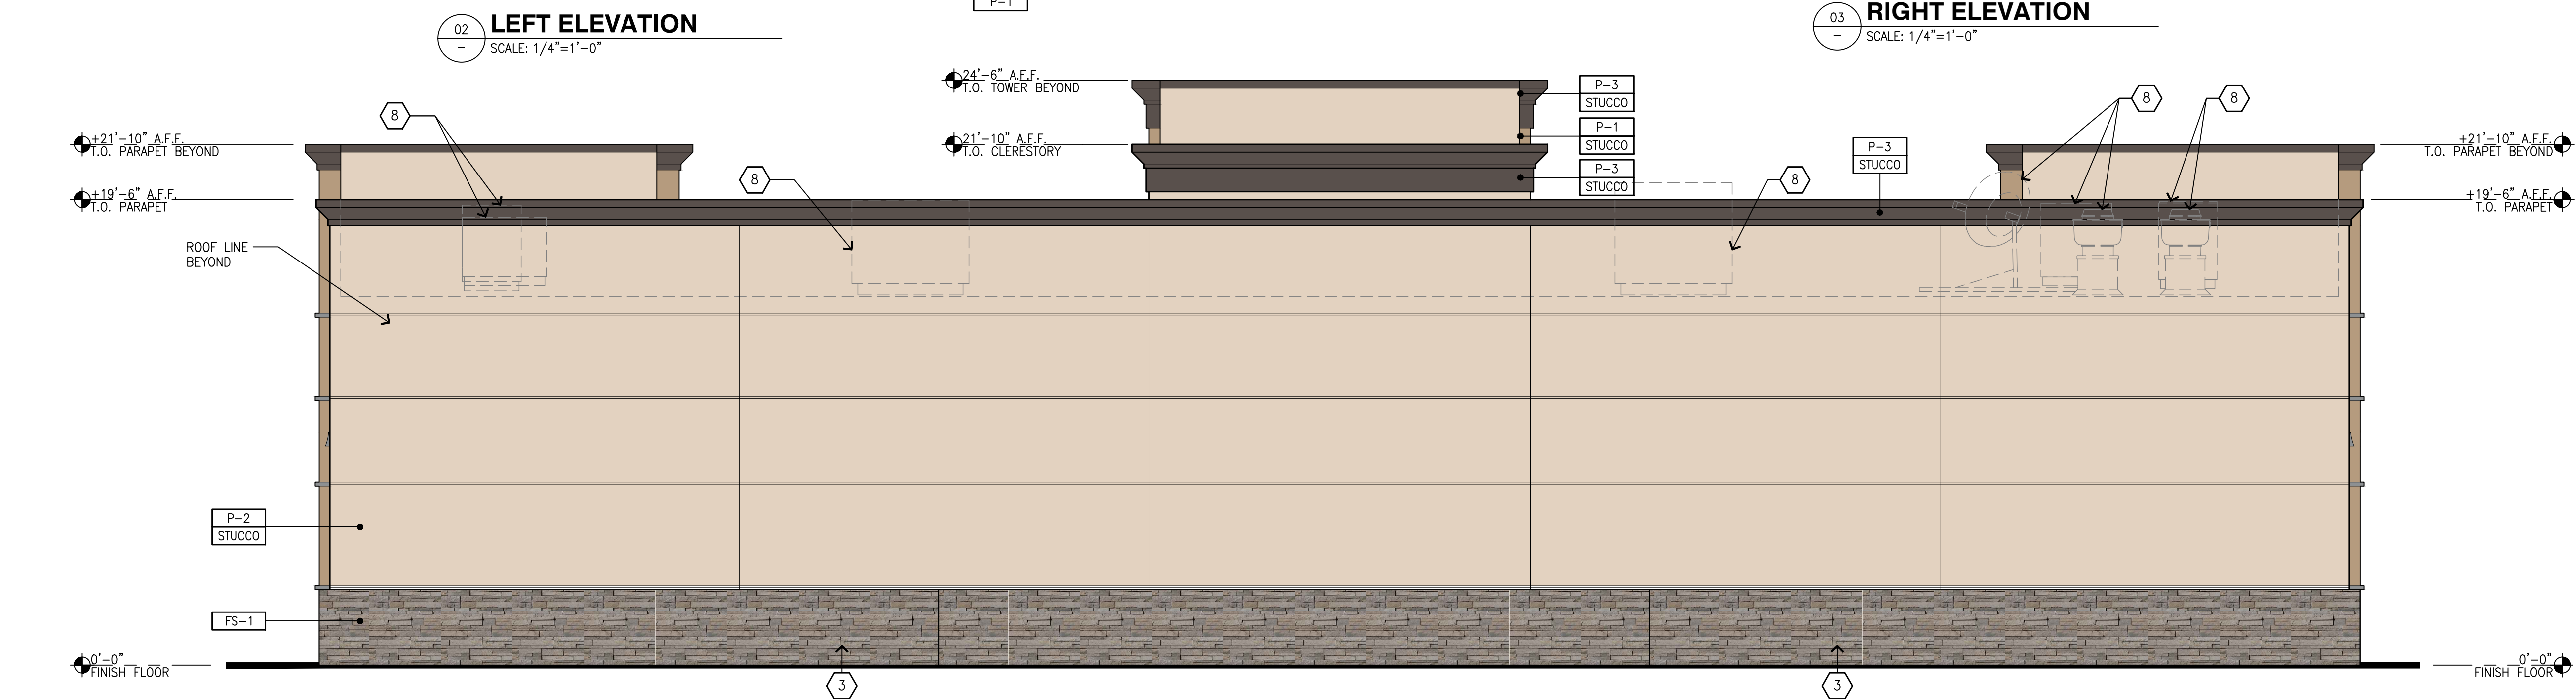 P-1
02
-
LEFT ELEVATION
SCALE: 1/4"=1'-0"
03
-
RIGHT ELEVATION
SCALE: 1/4"=1'-0"
24'-6" A.F.F.
T.O. TOWER BEYOND
P-3
STUCCO
8
8
8
P-1
STUCCO
+21'-10" A.F.F.
T.O. PARAPET BEYOND
21'-10" A.F.F.
T.O. CLERESTORY
P-3
STUCCO
+21'-10" A.F.F.
T.O. PARAPET BEYOND
8
P-3
STUCCO
8
+19'-6" A.F.F.
T.O. PARAPET
+19'-6" A.F.F.
T.O. PARAPET
ROOF LINE
BEYOND
P-2
STUCCO
FS-1
0'-0"
FINISH FLOOR
0'-0"
FINISH FLOOR
3
3